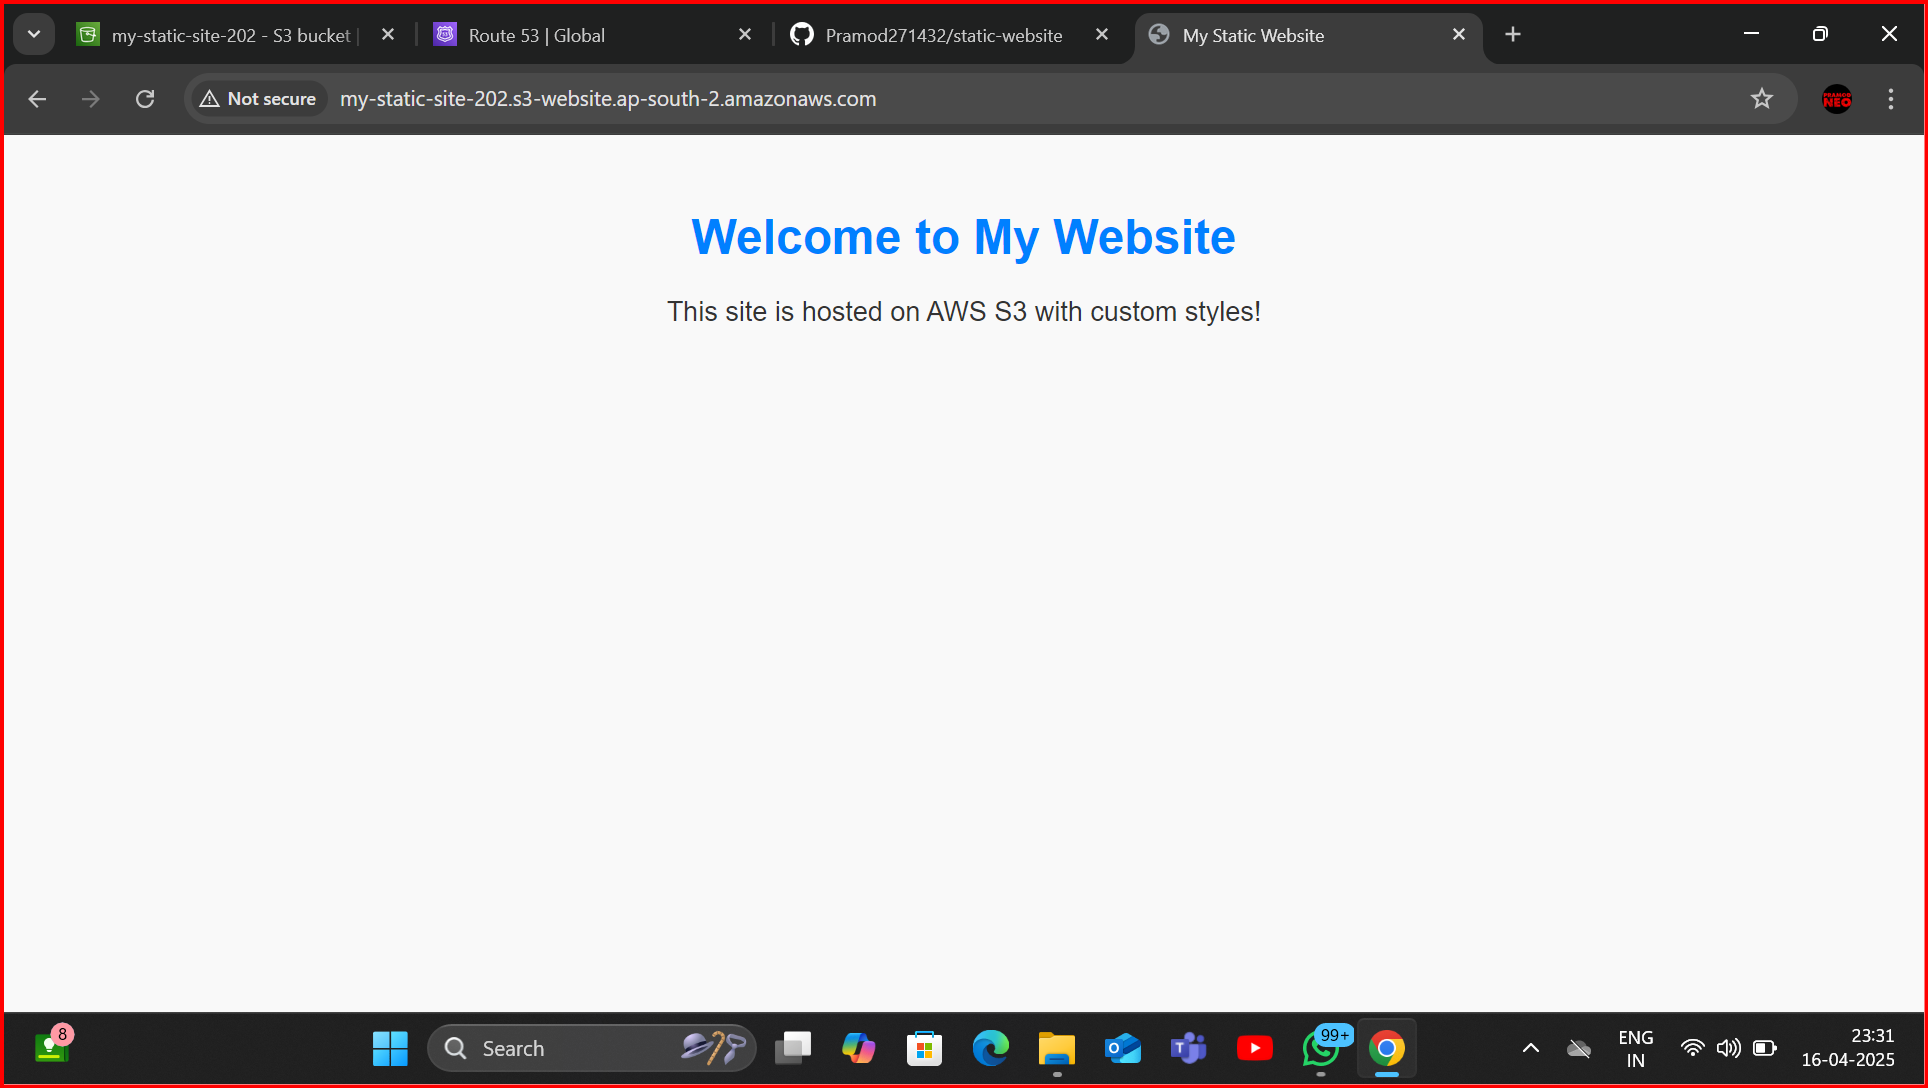 my-static-site-202 - S3 bucket |
Route 53 | Global
Pramod271432/static-website
My Static Website
Not secure
my-static-site-202.s3-website.ap-south-2.amazonaws.com
PRAMOD
NEO
Welcome to My Website
This site is hosted on AWS S3 with custom styles!
8
Search
99+
ENG
IN
23:31
16-04-2025